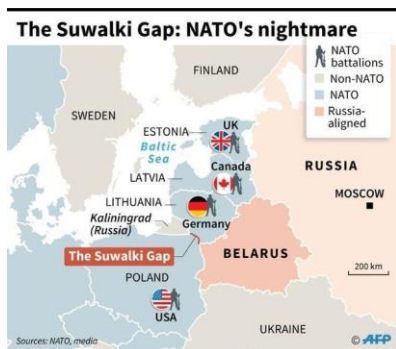 The Suwalki Gap: NATO's nightmare
NATO
battalions
Non-NATO
NATO
Russia-
aligned
FINLAND
SWEDEN
ESTONIA
UK
Baltic
Sea
Canada
LATVIA
RUSSIA
MOSCOW
LITHUANIA
Kaliningrad
(Russia)
Germany
The Suwalki Gap
BELARUS
200 km
POLAND
USA
UKRAINE
Sources: NATO, media
© AFP